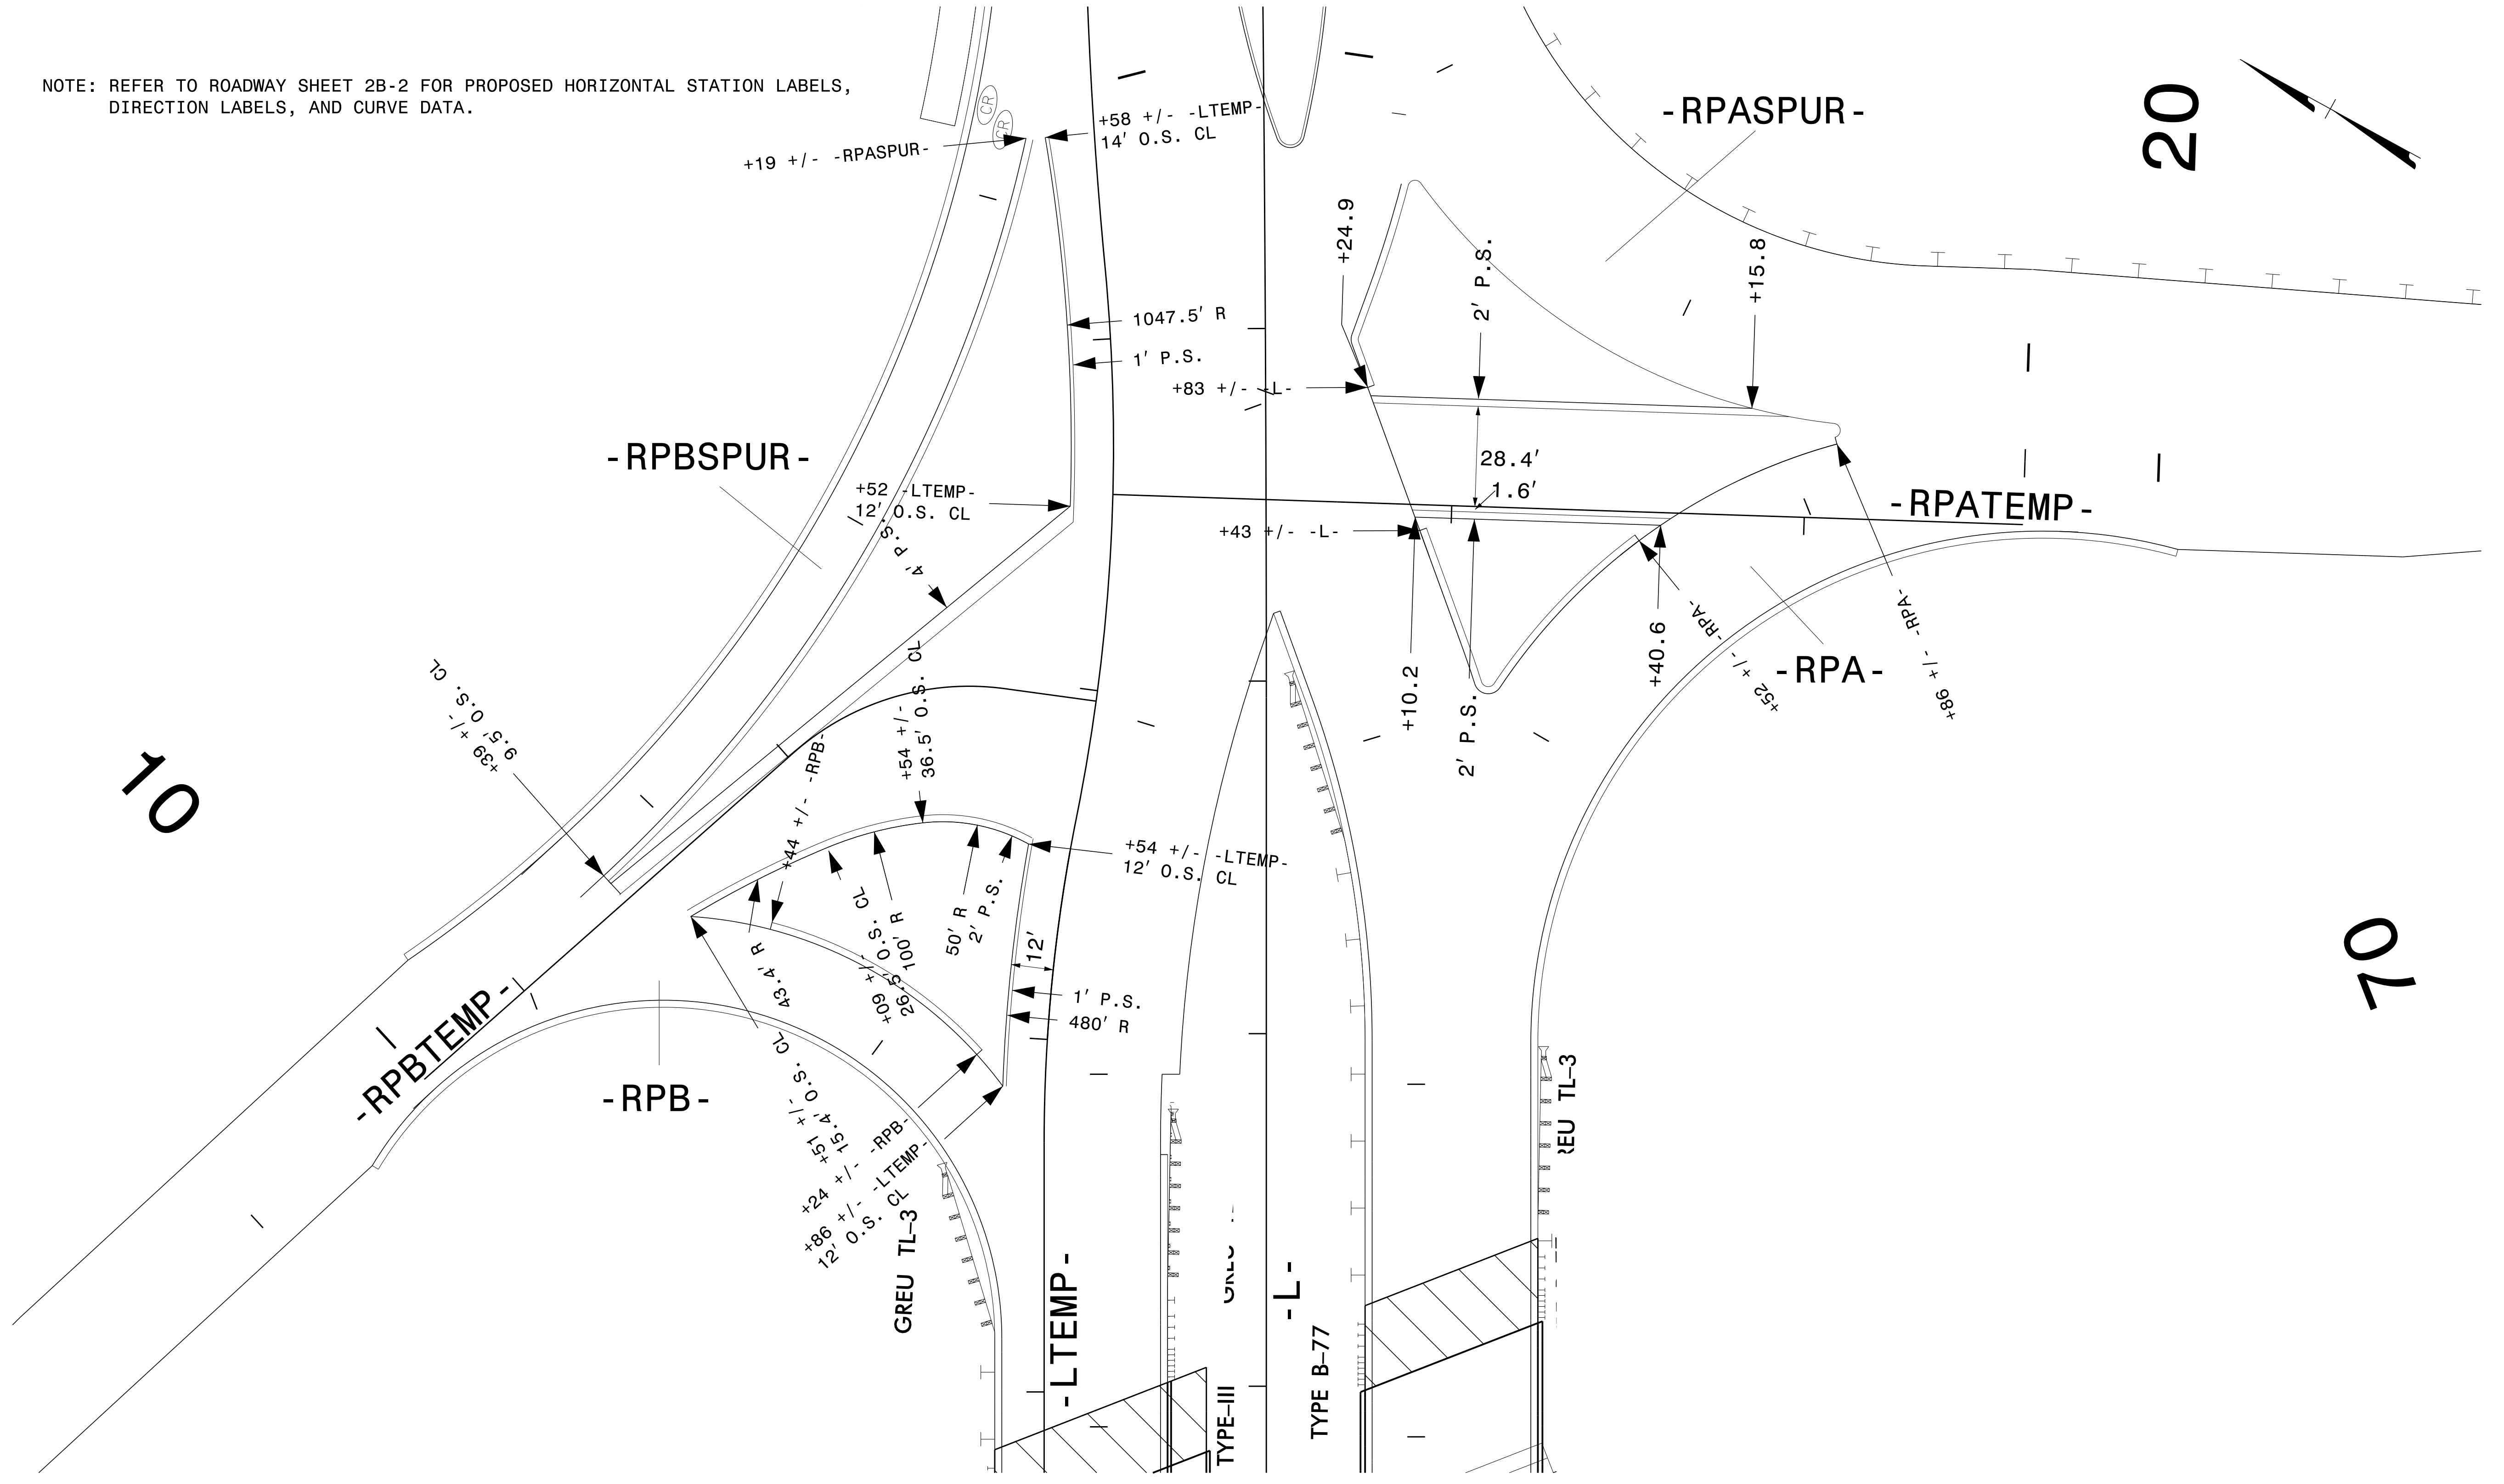 NOTE: REFER TO ROADWAY SHEET 2B-2 FOR PROPOSED HORIZONTAL STATION LABELS,
DIRECTION LABELS, AND CURVE DATA.
CR
CR
+58 +/- -LTEMP-
14' O.S. CL
+19 +/- -RPASPUR-
-RPASPUR-
20
+24.9
2' P.S.
+15.8
1047.5' R
1' P.S.
+83 +/- -L-
-RPBSPUR-
28.4'
1.6'
+52 -LTEMP-
12' O.S. CL
4' P.S.
+43 +/- -L-
-RPATEMP-
+10.2
2' P.S.
+40.6
+52 +/- -RPA-
-RPA-
+86 +/- -RPA-
+39 +/-
9.5' O.S. CL
10
+44 +/- -RPB-
+54 +/-
36.5' O.S. CL
+54 +/- -LTEMP-
12' O.S. CL
43.4' R
+09 +/-
26.5' O.S. CL
100' R
50' R
2' P.S.
12'
1' P.S.
480' R
70
-RPBTEMP-
-RPB-
+51 +/-
15.4' O.S. CL
+24 +/- -RPB-
+86 +/- -LTEMP-
12' O.S. CL
GREU TL-3
-LTEMP-
-L-
TYPE-III
TYPE B-77
TL-3